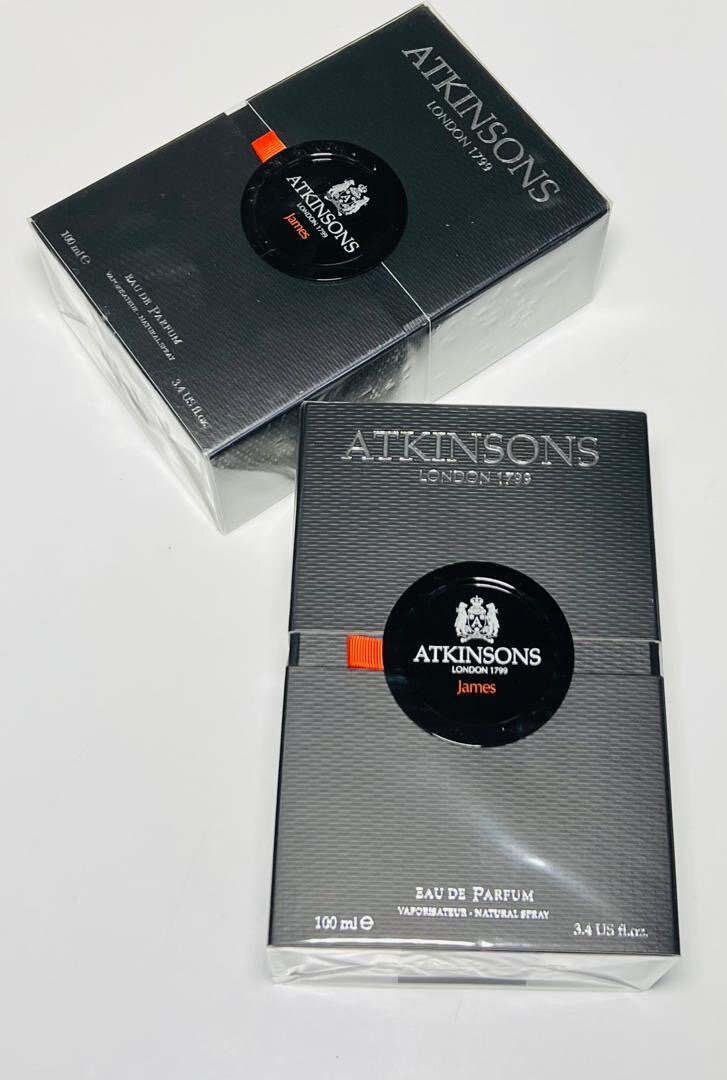 ATKINSONS
LONDON 1799
ATKINSONS
LONDON 1799
James
100 ml ℮
EAU DE PARFUM
VAPORISATEUR - NATURAL SPRAY
3.4 US fl.oz.
ATKINSONS
LONDON 1799
A
ATKINSONS
LONDON 1799
James
EAU DE PARFUM
VAPORISATEUR - NATURAL SPRAY
100 ml ℮
3.4 US fl.oz.